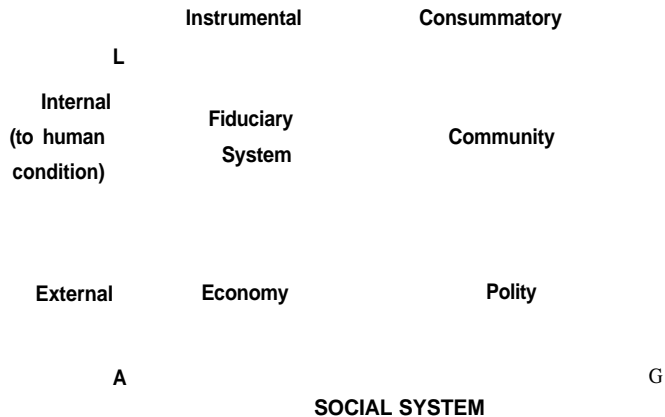 Instrumental Consummatory
L
Internal
(to human
condition)
Fiduciary
System
Community
External Economy Polity
A G
SOCIAL SYSTEM